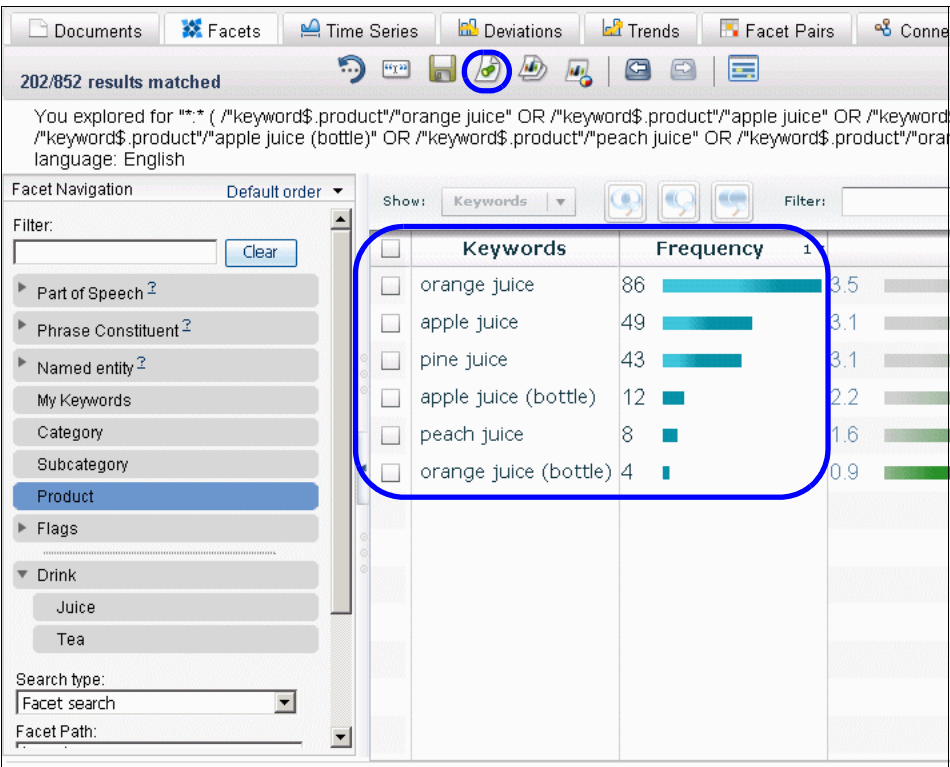 Documents Facets Time Series Deviations Trends Facet Pairs Conne
202/852 results matched
You explored for "*:* ( /"keyword$.product"/"orange juice" OR /"keyword$.product"/"apple juice" OR /"keyword
/"keyword$.product"/"apple juice (bottle)" OR /"keyword$.product"/"peach juice" OR /"keyword$.product"/"oran
language: English
Facet Navigation Default order
Show: Keywords Filter:
Filter:
Clear
Keywords Frequency 1
Part of Speech ?
Phrase Constituent ?
Named entity ?
My Keywords
Category
Subcategory
Product
Flags
Drink
Juice
Tea
Search type:
Facet search
Facet Path:
orange juice 86 3.5
apple juice 49 3.1
pine juice 43 3.1
apple juice (bottle) 12 2.2
peach juice 8 1.6
orange juice (bottle) 4 0.9